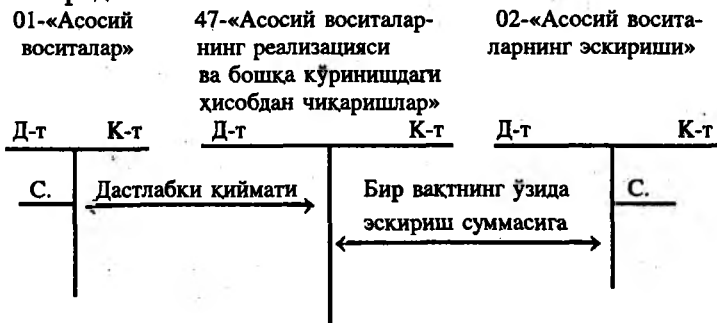 01-«Асосий
воситалар»
47-«Асосий воситалар-
нинг реализацияси
ва бошқа кўринишдаги
ҳисобдан чиқаришлар»
02-«Асосий восита-
ларнинг эскириши»
Д-т К-т
Д-т К-т
Д-т К-т
С.
Дастлабки қиймати
Бир вақтнинг ўзида
эскириш суммасига
С.